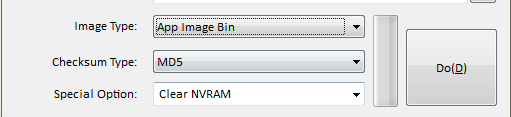 Image Type: App Image Bin
Checksum Type: MD5
Do(D)
Special Option: Clear NVRAM